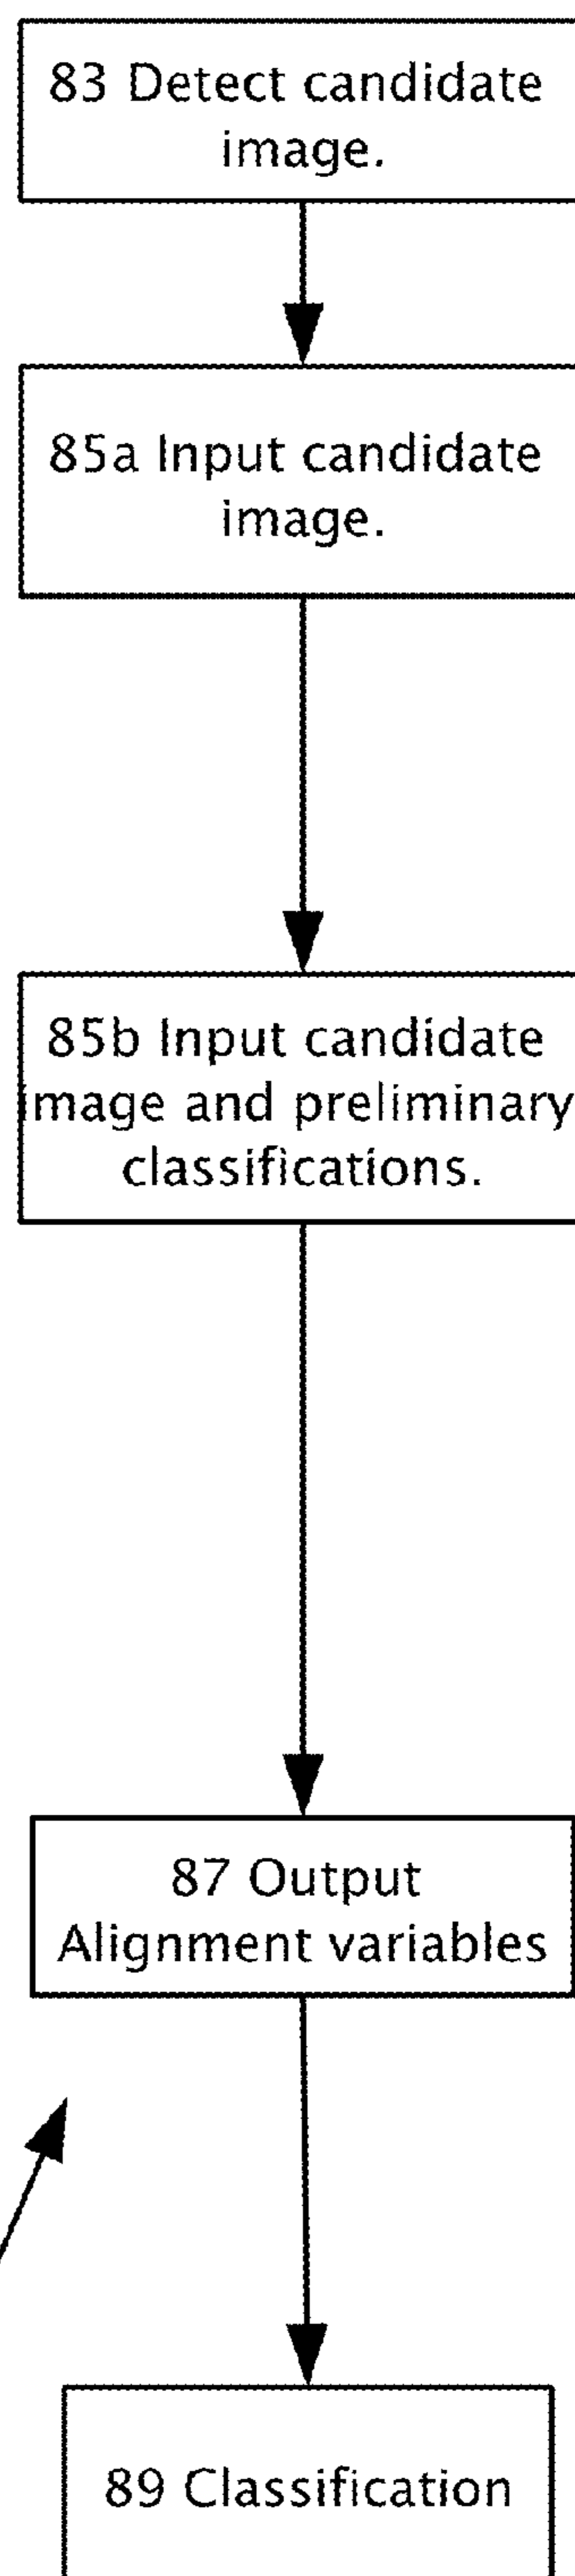 83 Detect candidate
image.
85a Input candidate
image.
85b Input candidate
image and preliminary
classifications.
87 Output
Alignment variables
89 Classification